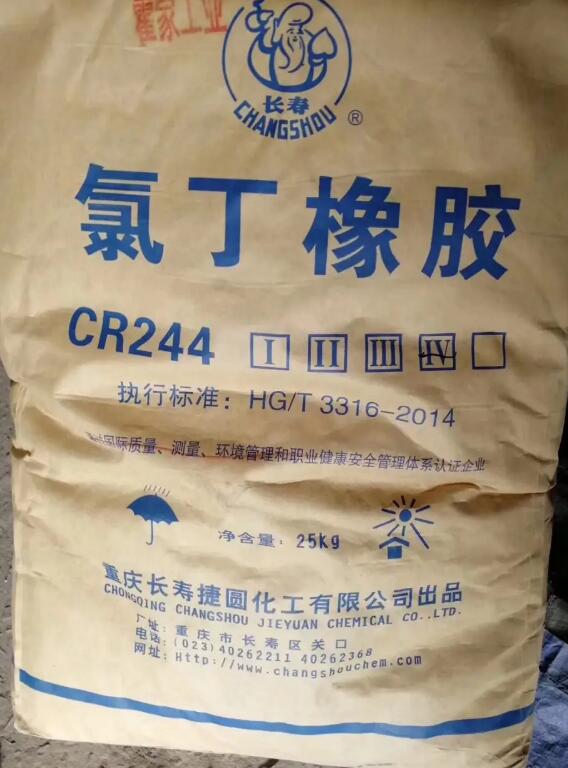 霍家工业
长寿
CHANGSHOU ®
氯丁橡胶
CR244 I II III IV
执行标准：HG/T 3316-2014
国际质量、测量、环境管理和职业健康安全管理体系认证企业
净含量：25kg
重庆长寿捷圆化工有限公司出品
CHONGQING CHANGSHOU JIEYUAN CHEMICAL CO.,LTD.
厂址：重庆市长寿区关口
电话：(023)40262211 40262368
网址：Http://www.changshouchem.com